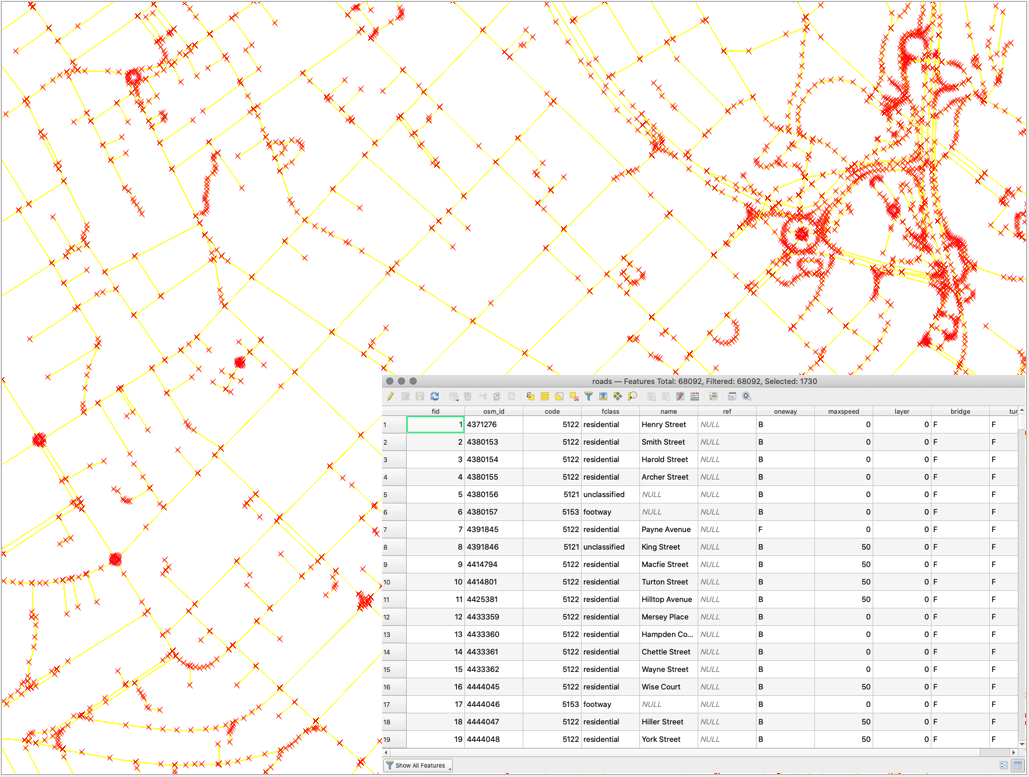 roads — Features Total: 68092, Filtered: 68092, Selected: 1730
fid osm_id code fclass name ref oneway maxspeed layer bridge tur
1 1 4371276 5122 residential Henry Street NULL B 0 0 F F
2 2 4380153 5122 residential Smith Street NULL B 0 0 F F
3 3 4380154 5122 residential Harold Street NULL B 0 0 F F
4 4 4380155 5122 residential Archer Street NULL B 0 0 F F
5 5 4380156 5121 unclassified NULL NULL B 0 0 F F
6 6 4380157 5153 footway NULL NULL B 0 0 F F
7 7 4391845 5122 residential Payne Avenue NULL F 0 0 F F
8 8 4391846 5121 unclassified King Street NULL B 50 0 F F
9 9 4414794 5122 residential Macfie Street NULL B 50 0 F F
10 10 4414801 5122 residential Turton Street NULL B 50 0 F F
11 11 4425381 5122 residential Hilltop Avenue NULL B 50 0 F F
12 12 4433359 5122 residential Mersey Place NULL B 0 0 F F
13 13 4433360 5122 residential Hampden Co... NULL B 0 0 F F
14 14 4433361 5122 residential Chettle Street NULL B 0 0 F F
15 15 4433362 5122 residential Wayne Street NULL B 0 0 F F
16 16 4444045 5122 residential Wise Court NULL B 50 0 F F
17 17 4444046 5153 footway NULL NULL B 0 0 F F
18 18 4444047 5122 residential Hiller Street NULL B 50 0 F F
19 19 4444048 5122 residential York Street NULL B 50 0 F F
Show All Features